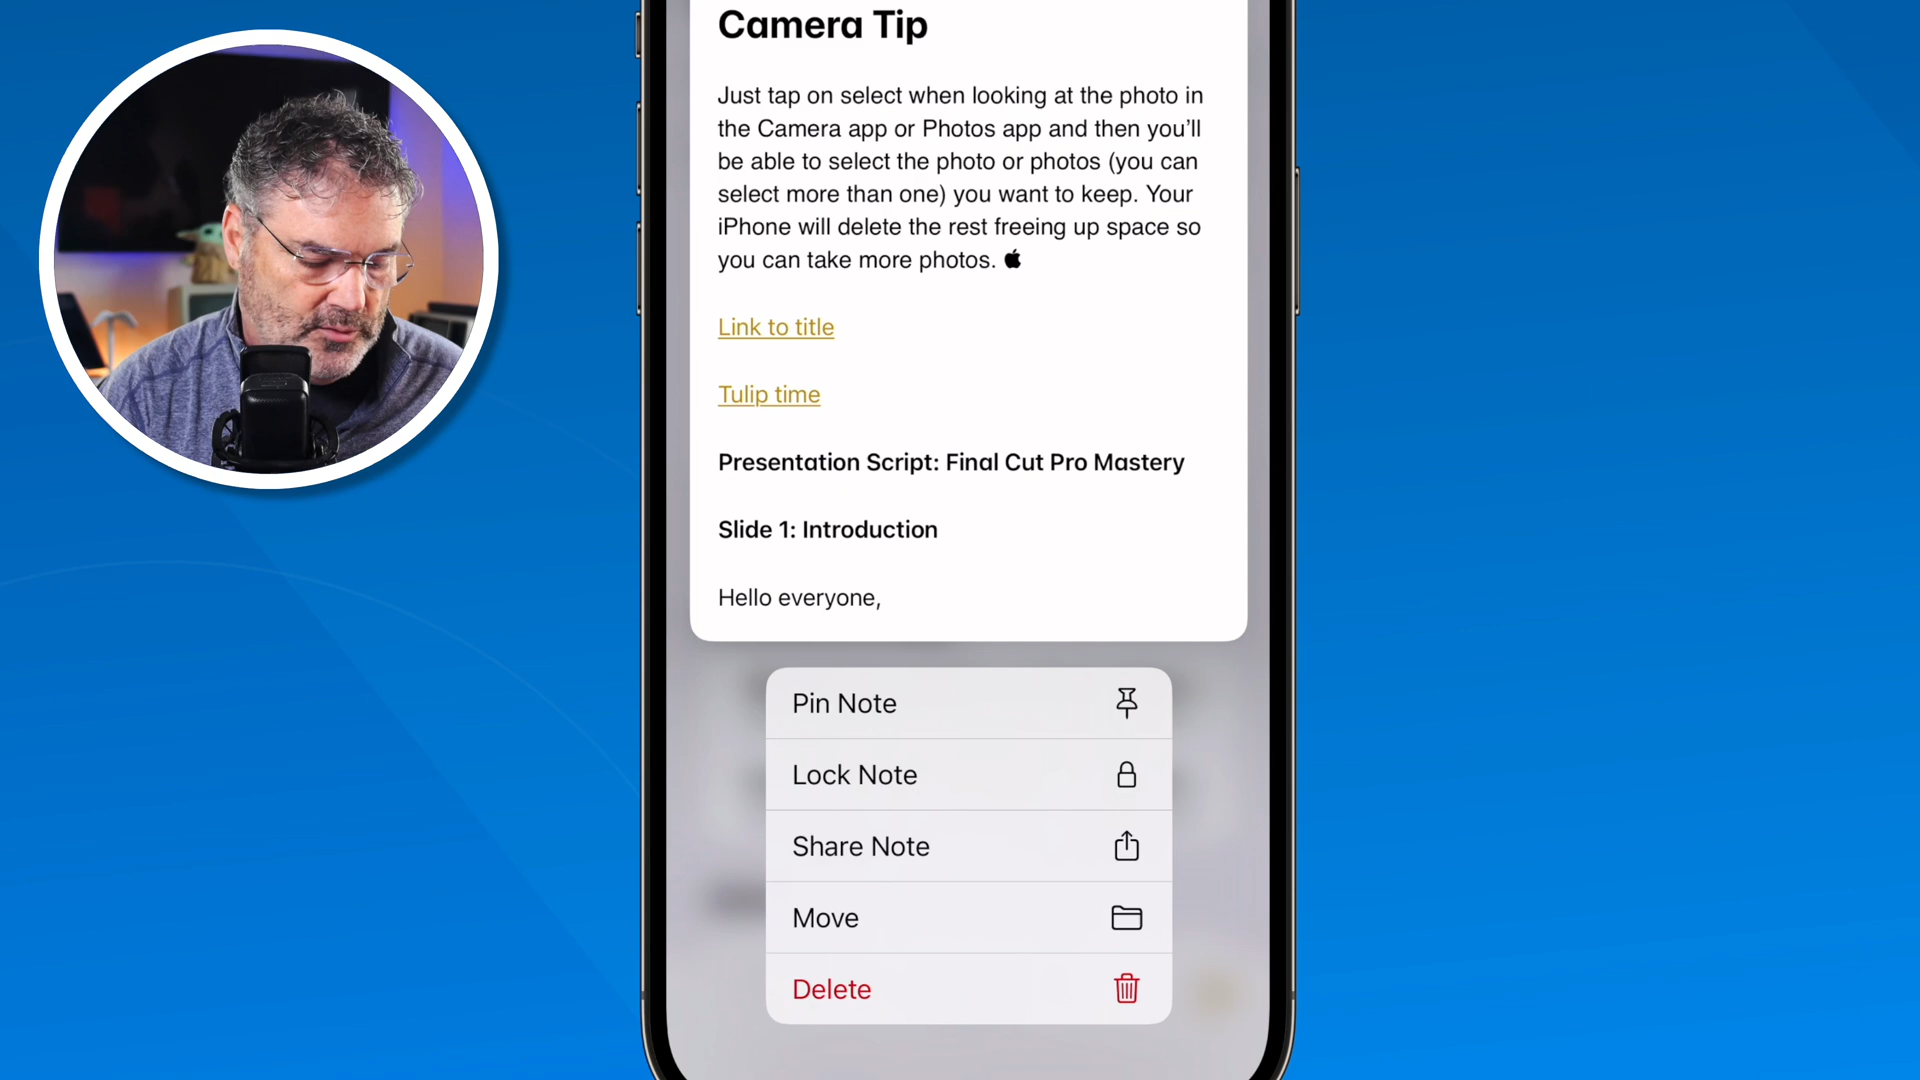 Camera Tip
Just tap on select when looking at the photo in
the Camera app or Photos app and then you’ll
be able to select the photo or photos (you can
select more than one) you want to keep. Your
iPhone will delete the rest freeing up space so
you can take more photos.
Link to title
Tulip time
Presentation Script: Final Cut Pro Mastery
Slide 1: Introduction
Hello everyone,
Pin Note
Lock Note
Share Note
Move
Delete